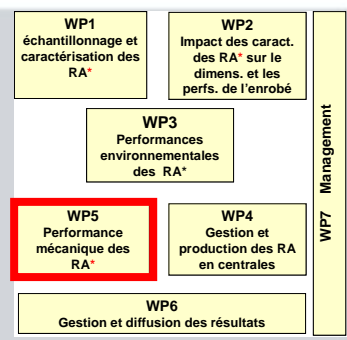 WP1
échantillonnage et
caractérisation des
RA*
WP2
Impact des caract.
des RA* sur le
dimens. et les
perfs. de l'enrobé
WP3
Performances
environnementales
des RA*
WP5
Performance
mécanique des
RA*
WP4
Gestion et
production des RA
en centrales
WP6
Gestion et diffusion des résultats
WP7 Management